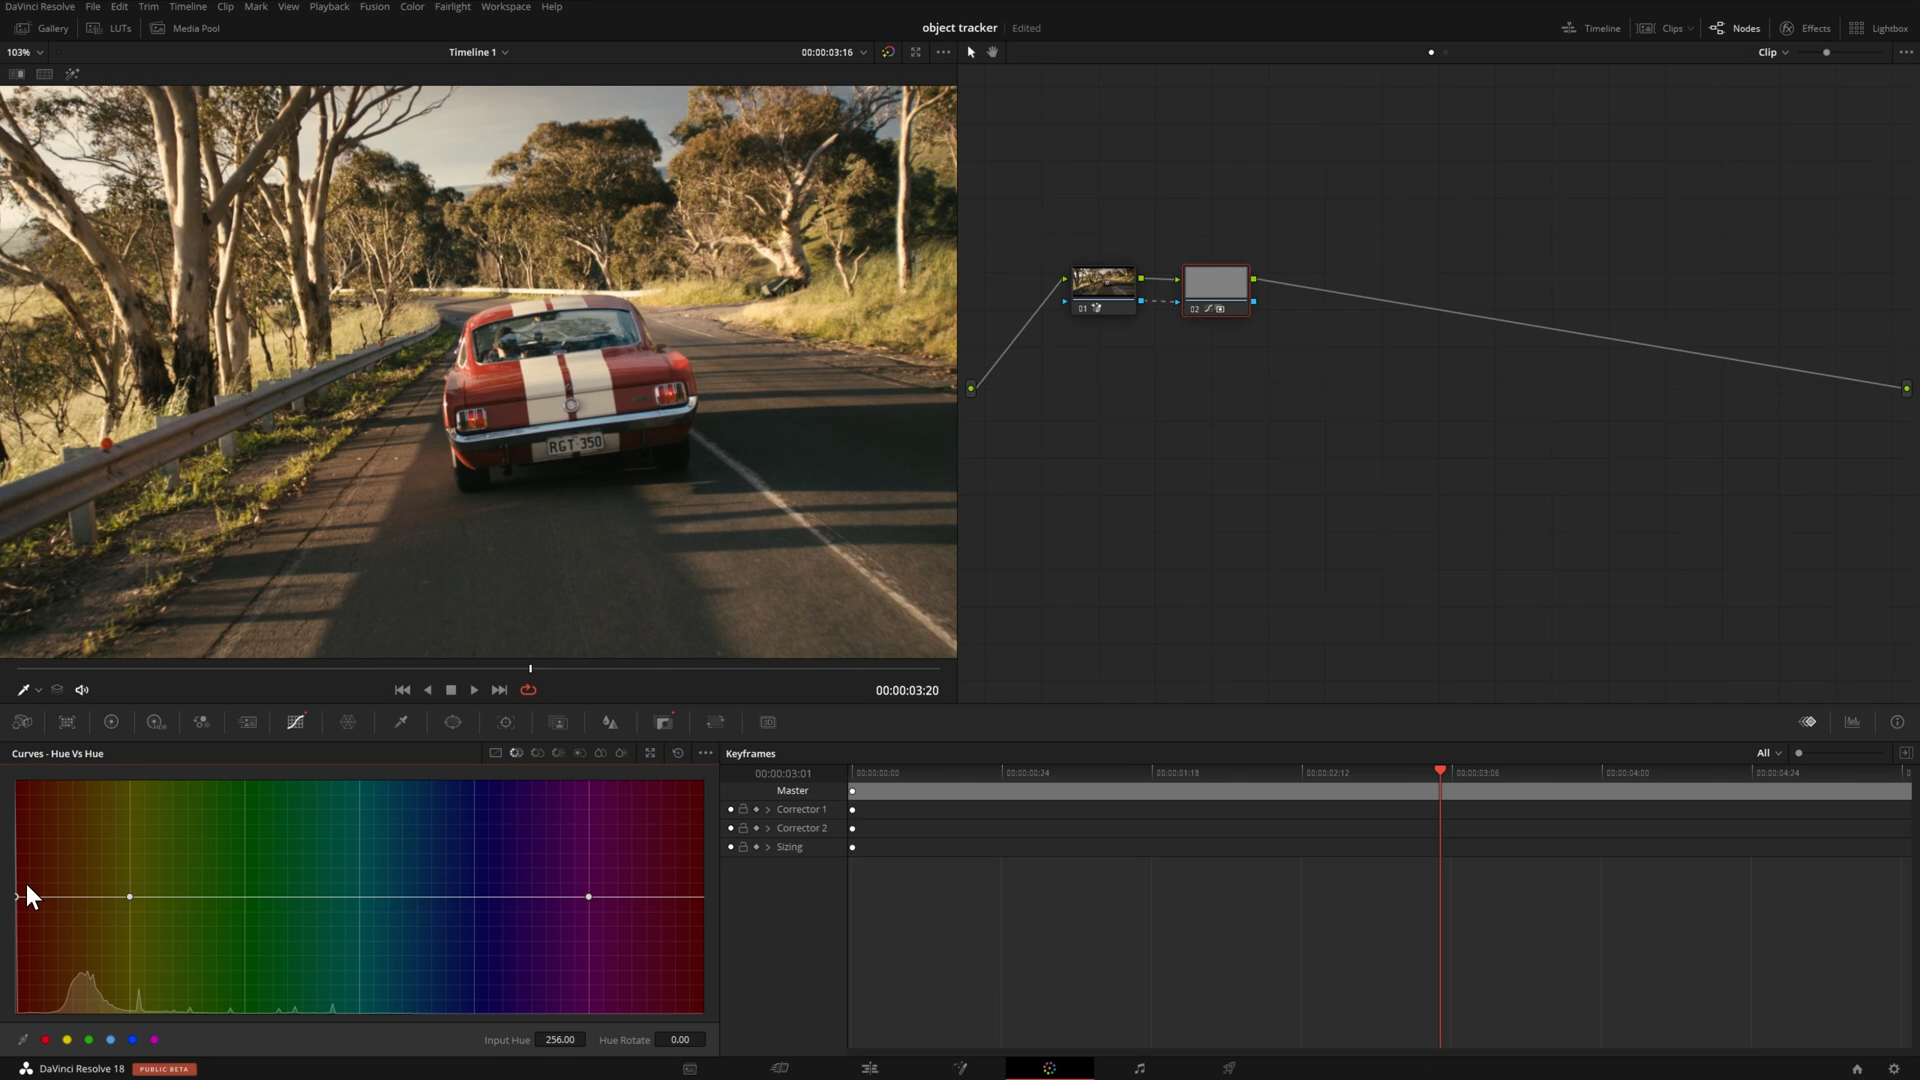 DaVinci Resolve File Edit Trim Timeline Clip Mark View Playback Fusion Color Fairlight Workspace Help
Gallery LUTs Media Pool object tracker Edited Timeline Clips Nodes Effects Lightbox
103% Timeline 1 00:00:03:16 Clip
01
02
RGT·350
00:00:03:20
HDR
3D
Curves - Hue Vs Hue
Keyframes All
00:00:03:01 00:00:00:00 00:00:00:24 00:00:01:18 00:00:02:12 00:00:03:06 00:00:04:00 00:00:04:24
Master
Corrector 1
Corrector 2
Sizing
Input Hue 256.00 Hue Rotate 0.00
DaVinci Resolve 18 PUBLIC BETA